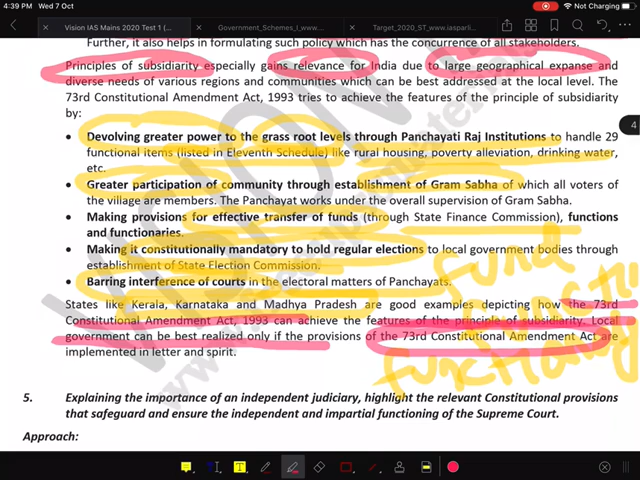 4:39 PM Wed 7 Oct
Not Charging
Vision IAS Mains 2020 Test 1 (...
Government_Schemes_I_www...
Target_2020_ST_www.iasparli...
Further, it also helps in formulating such policy which has the concurrence of all stakeholders.
Principles of subsidiarity especially gains relevance for India due to large geographical expanse and
diverse needs of various regions and communities which can be best addressed at the local level. The
73rd Constitutional Amendment Act, 1993 tries to achieve the features of the principle of subsidiarity
by:
4
• Devolving greater power to the grass root levels through Panchayati Raj Institutions to handle 29
functional items (listed in Eleventh Schedule) like rural housing, poverty alleviation, drinking water,
etc.
• Greater participation of community through establishment of Gram Sabha of which all voters of
the village are members. The Panchayat works under the overall supervision of Gram Sabha.
• Making provisions for effective transfer of funds (through State Finance Commission), functions
and functionaries.
• Making it constitutionally mandatory to hold regular elections to local government bodies through
establishment of State Election Commission.
• Barring interference of courts in the electoral matters of Panchayats.
Fund
States like Kerala, Karnataka and Madhya Pradesh are good examples depicting how the 73rd
Constitutional Amendment Act, 1993 can achieve the features of the principle of subsidiarity. Local
government can be best realized only if the provisions of the 73rd Constitutional Amendment Act are
implemented in letter and spirit.
5. Explaining the importance of an independent judiciary, highlight the relevant Constitutional provisions
that safeguard and ensure the independent and impartial functioning of the Supreme Court.
Approach: